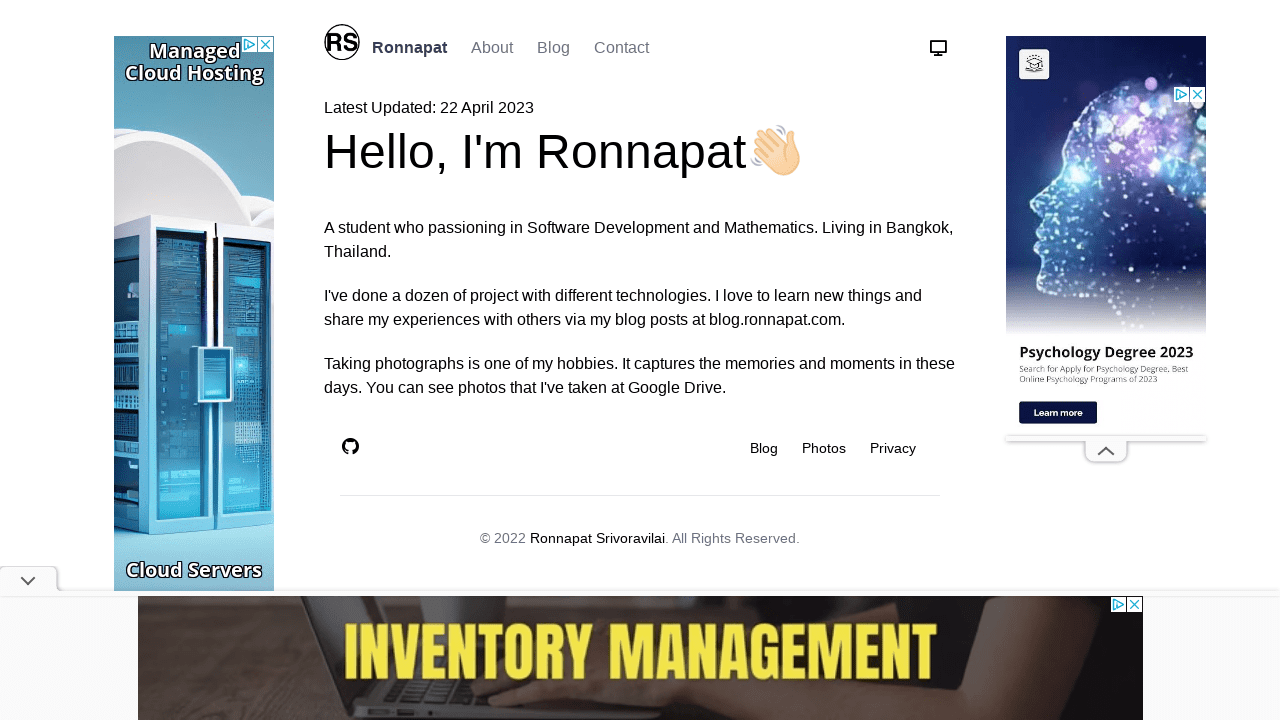 RS
Ronnapat About Blog Contact
Latest Updated: 22 April 2023
Hello, I'm Ronnapat
A student who passioning in Software Development and Mathematics. Living in Bangkok,
Thailand.
I've done a dozen of project with different technologies. I love to learn new things and
share my experiences with others via my blog posts at blog.ronnapat.com.
Taking photographs is one of my hobbies. It captures the memories and moments in these
days. You can see photos that I've taken at Google Drive.
Blog Photos Privacy
© 2022 Ronnapat Srivoravilai. All Rights Reserved.
Managed
Cloud Hosting
Cloud Servers
Psychology Degree 2023
Search for Apply for Psychology Degree, Best
Online Psychology Programs of 2023
Learn more
INVENTORY MANAGEMENT